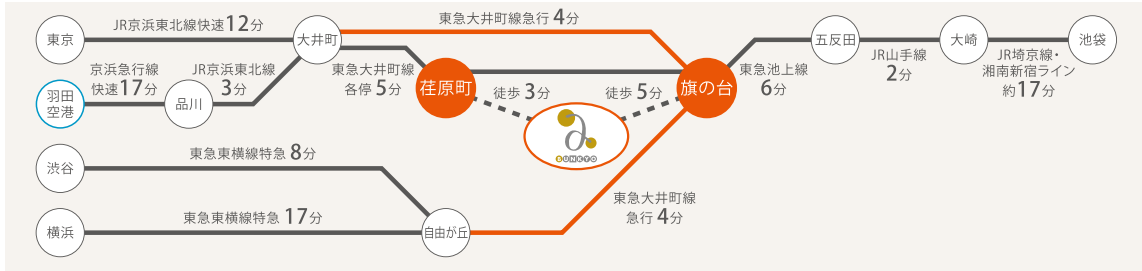 東京
JR京浜東北線快速12分
大井町
東急大井町線急行 4分
五反田
大崎
池袋
京浜急行線
快速17分
JR京浜東北線
3分
東急大井町線
各停 5分
荏原町
旗の台
東急池上線
6分
JR山手線
2分
JR埼京線・
湘南新宿ライン
約17分
羽田
空港
品川
徒歩 3分
徒歩 5分
BUNKYO
渋谷
東急東横線特急 8分
横浜
東急東横線特急 17分
自由が丘
東急大井町線
急行 4分